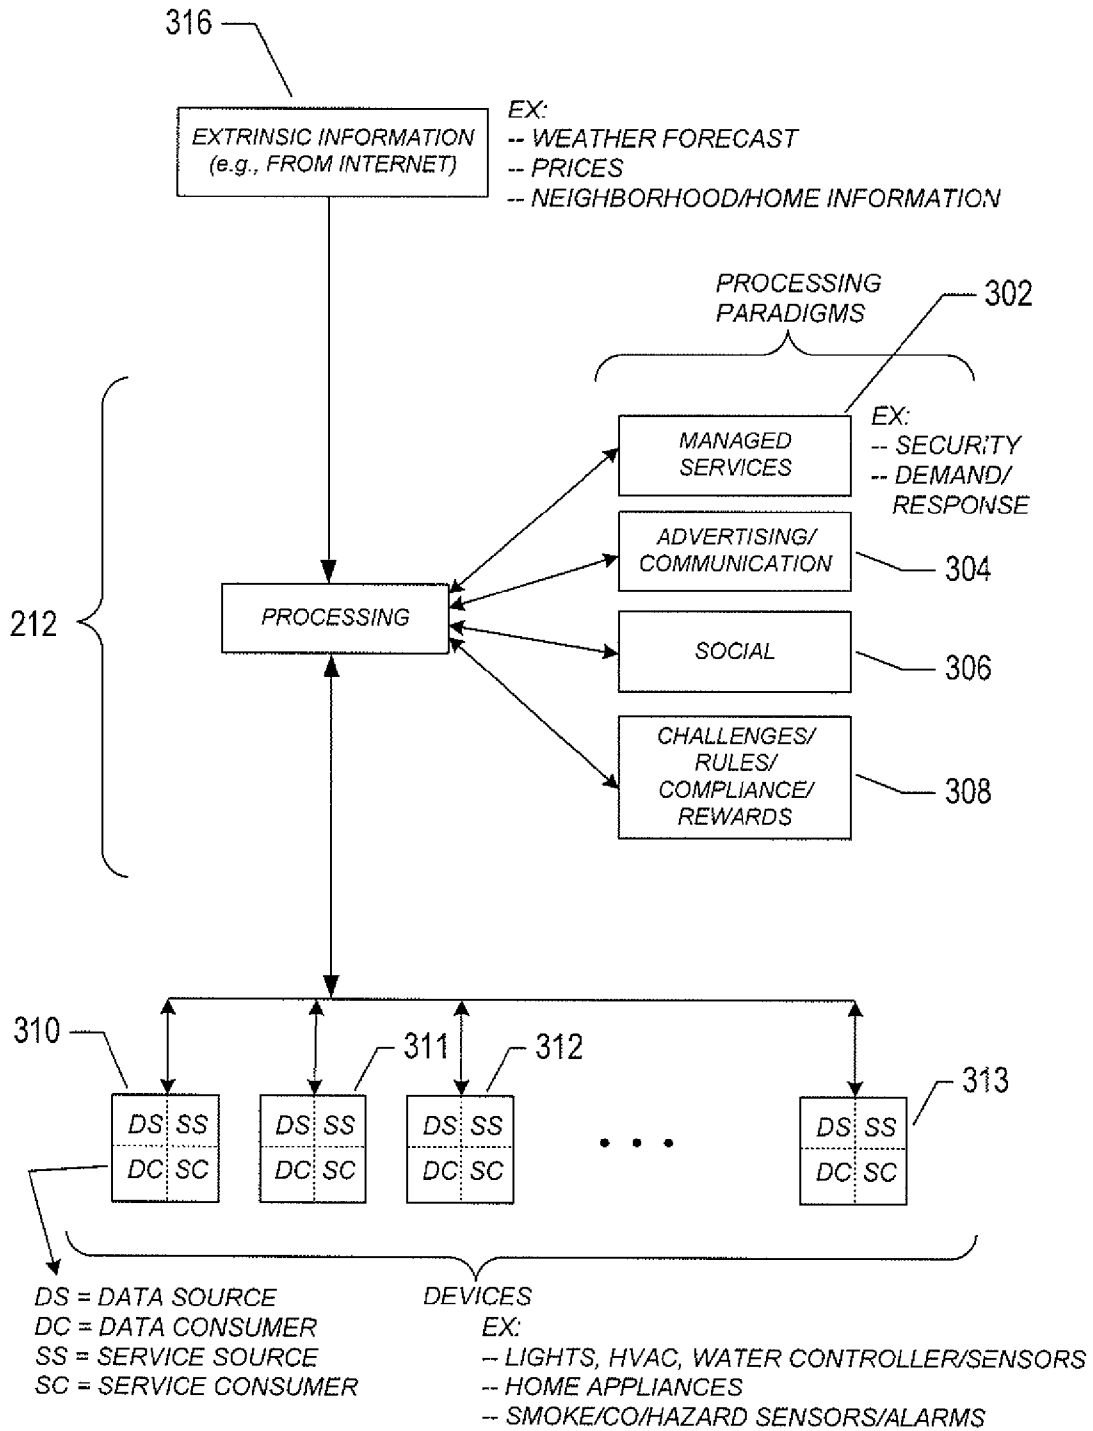 316
EXTRINSIC INFORMATION
(e.g., FROM INTERNET)
EX:
-- WEATHER FORECAST
-- PRICES
-- NEIGHBORHOOD/HOME INFORMATION
PROCESSING
PARADIGMS
302
MANAGED
SERVICES
EX:
-- SECURITY
-- DEMAND/
RESPONSE
ADVERTISING/
COMMUNICATION
304
212
PROCESSING
SOCIAL
306
CHALLENGES/
RULES/
COMPLIANCE/
REWARDS
308
310
311
312
313
DS SS
DC SC
DS SS
DC SC
DS SS
DC SC
DS SS
DC SC
DS = DATA SOURCE
DC = DATA CONSUMER
SS = SERVICE SOURCE
SC = SERVICE CONSUMER
DEVICES
EX:
-- LIGHTS, HVAC, WATER CONTROLLER/SENSORS
-- HOME APPLIANCES
-- SMOKE/CO/HAZARD SENSORS/ALARMS